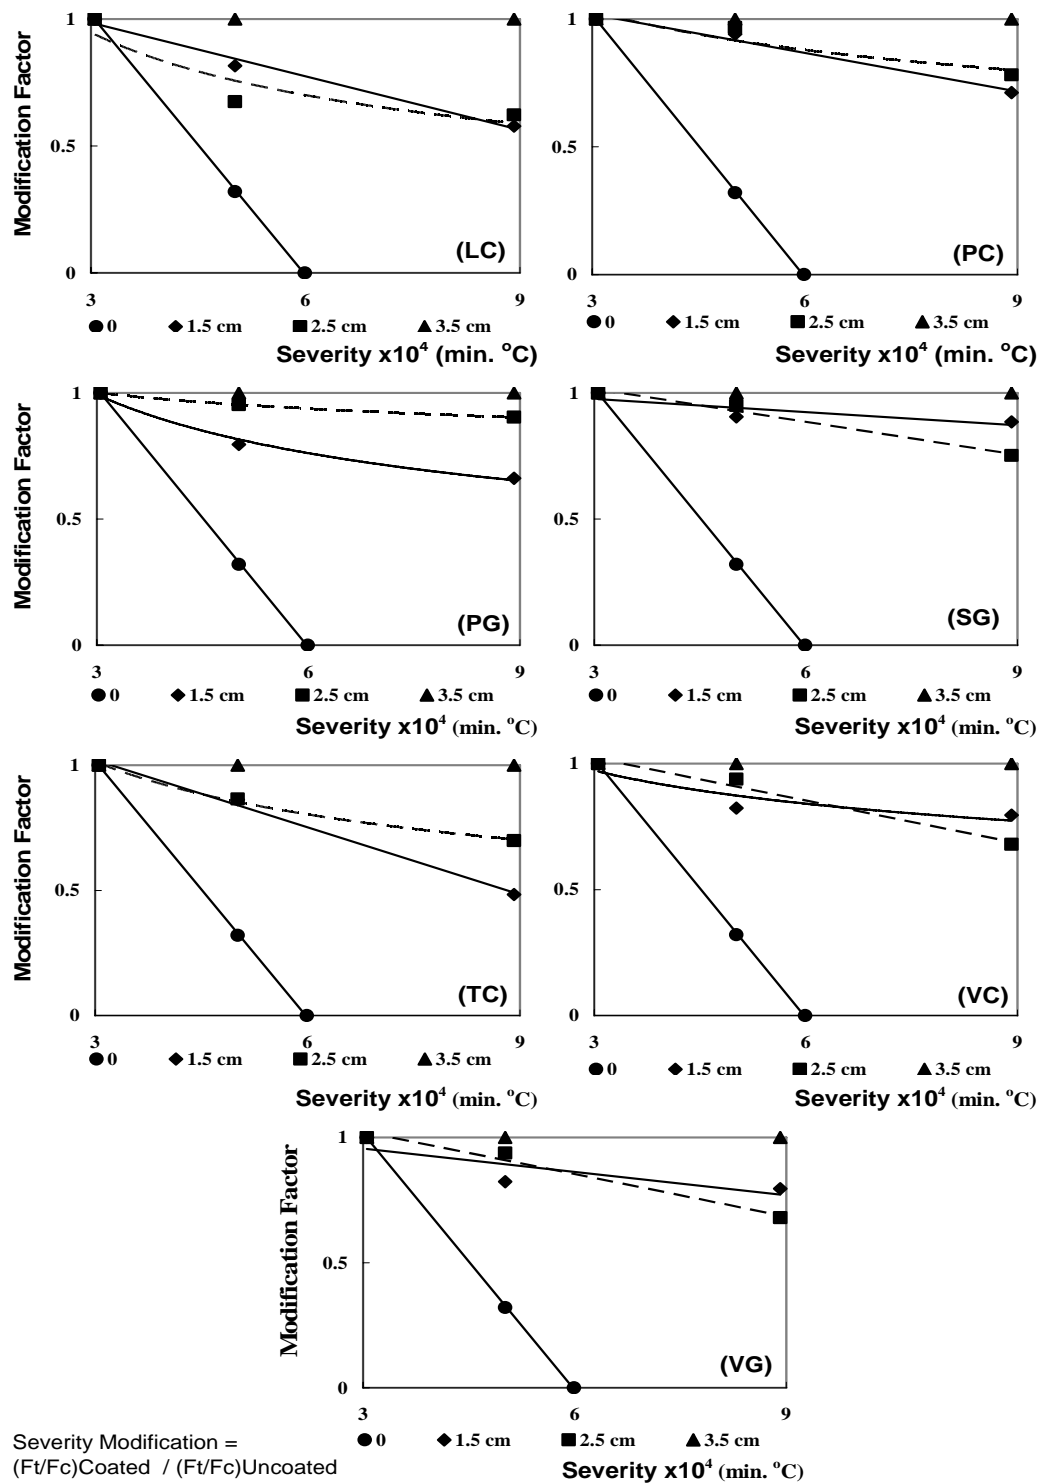 1
0.5
0
Modification Factor
(LC)
3
6
9
0
1.5 cm
2.5 cm
3.5 cm
Severity x10⁴ (min. °C)
1
0.5
0
(PC)
3
6
9
0
1.5 cm
2.5 cm
3.5 cm
Severity x10⁴ (min. °C)
1
0.5
0
Modification Factor
(PG)
3
6
9
0
1.5 cm
2.5 cm
3.5 cm
Severity x10⁴ (min. °C)
1
0.5
0
(SG)
3
6
9
0
1.5 cm
2.5 cm
3.5 cm
Severity x10⁴ (min. °C)
1
0.5
0
Modification Factor
(TC)
3
6
9
0
1.5 cm
2.5 cm
3.5 cm
Severity x10⁴ (min. °C)
1
0.5
0
(VC)
3
6
9
0
1.5 cm
2.5 cm
3.5 cm
Severity x10⁴ (min. °C)
1
0.5
0
Modification Factor
(VG)
3
6
9
0
1.5 cm
2.5 cm
3.5 cm
Severity x10⁴ (min. °C)
Severity Modification =
(Ft/Fc)Coated / (Ft/Fc)Uncoated